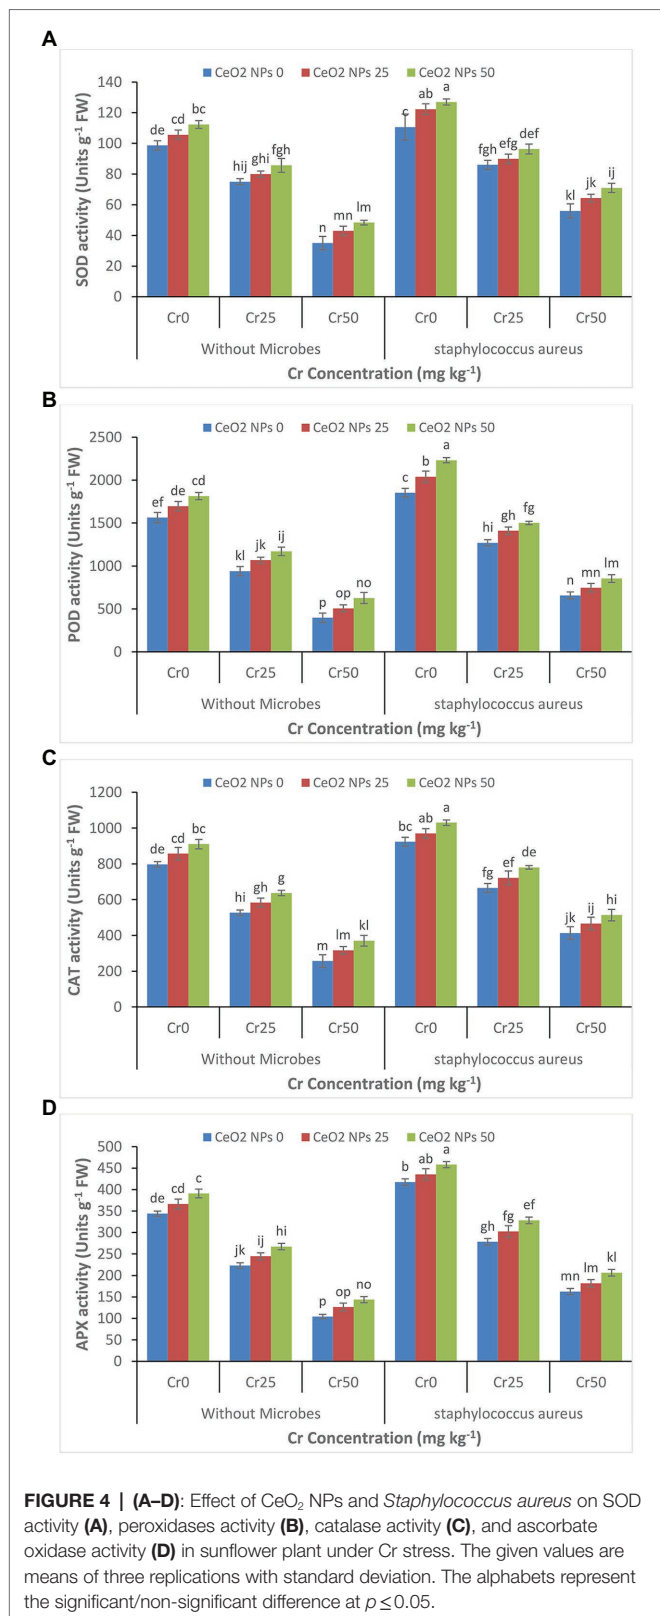 A
CeO2 NPs 0 CeO2 NPs 25 CeO2 NPs 50
SOD activity (Units g⁻¹ FW)
140
120
100
80
60
40
20
0
de cd bc hij ghi fgh n mn lm c ab a fgh efg def kl jk ij
Cr0 Cr25 Cr50 Cr0 Cr25 Cr50
Without Microbes staphylococcus aureus
Cr Concentration (mg kg⁻¹)
B
CeO2 NPs 0 CeO2 NPs 25 CeO2 NPs 50
POD activity (Units g⁻¹ FW)
2500
2000
1500
1000
500
0
ef de cd kl jk ij p op no c b a hi gh fg n mn lm
Cr0 Cr25 Cr50 Cr0 Cr25 Cr50
Without Microbes staphylococcus aureus
Cr Concentration (mg kg⁻¹)
C
CeO2 NPs 0 CeO2 NPs 25 CeO2 NPs 50
CAT activity (Units g⁻¹ FW)
1200
1000
800
600
400
200
0
de cd bc hi gh g m lm kl bc ab a fg ef de jk ij hi
Cr0 Cr25 Cr50 Cr0 Cr25 Cr50
Without Microbes staphylococcus aureus
Cr Concentration (mg kg⁻¹)
D
CeO2 NPs 0 CeO2 NPs 25 CeO2 NPs 50
APX activity (Units g⁻¹ FW)
500
450
400
350
300
250
200
150
100
50
0
de cd c jk ij hi p op no b ab a gh fg ef mn lm kl
Cr0 Cr25 Cr50 Cr0 Cr25 Cr50
Without Microbes staphylococcus aureus
Cr Concentration (mg kg⁻¹)
FIGURE 4 | (A–D): Effect of CeO₂ NPs and Staphylococcus aureus on SOD
activity (A), peroxidases activity (B), catalase activity (C), and ascorbate
oxidase activity (D) in sunflower plant under Cr stress. The given values are
means of three replications with standard deviation. The alphabets represent
the significant/non-significant difference at p ≤ 0.05.